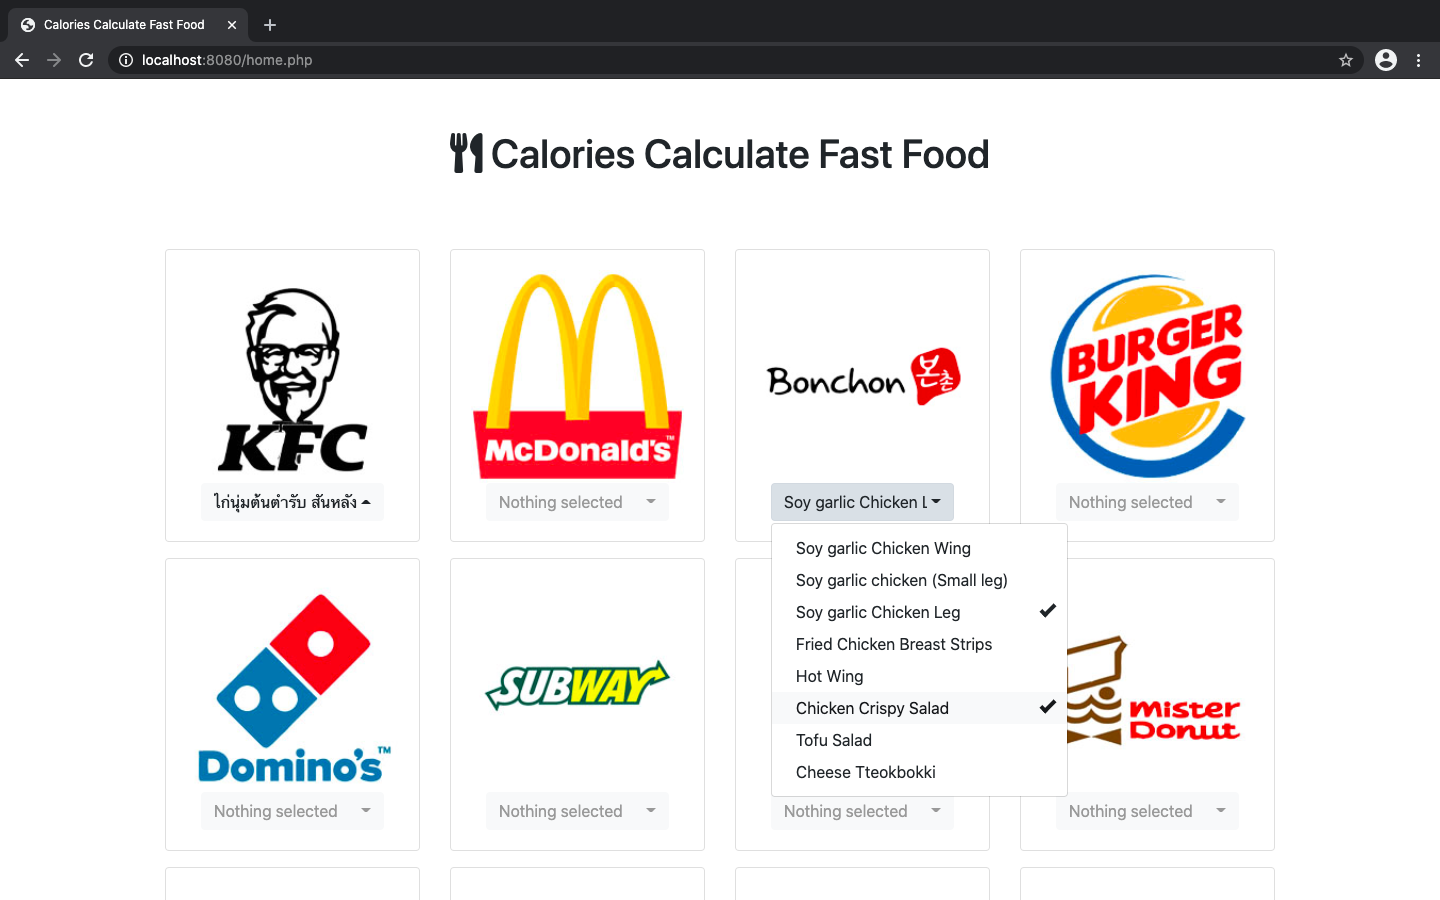 Calories Calculate Fast Food
localhost:8080/home.php
Calories Calculate Fast Food
KFC
ไก่นุ่มต้นตำรับ สันหลัง
McDonald's™
Nothing selected
Bonchon 본촌
Soy garlic Chicken L
BURGER
KING
Nothing selected
Soy garlic Chicken Wing
Soy garlic chicken (Small leg)
Soy garlic Chicken Leg
Fried Chicken Breast Strips
Hot Wing
Chicken Crispy Salad
Tofu Salad
Cheese Tteokbokki
Domino's™
Nothing selected
SUBWAY
Nothing selected
Nothing selected
mister
Donut
Nothing selected